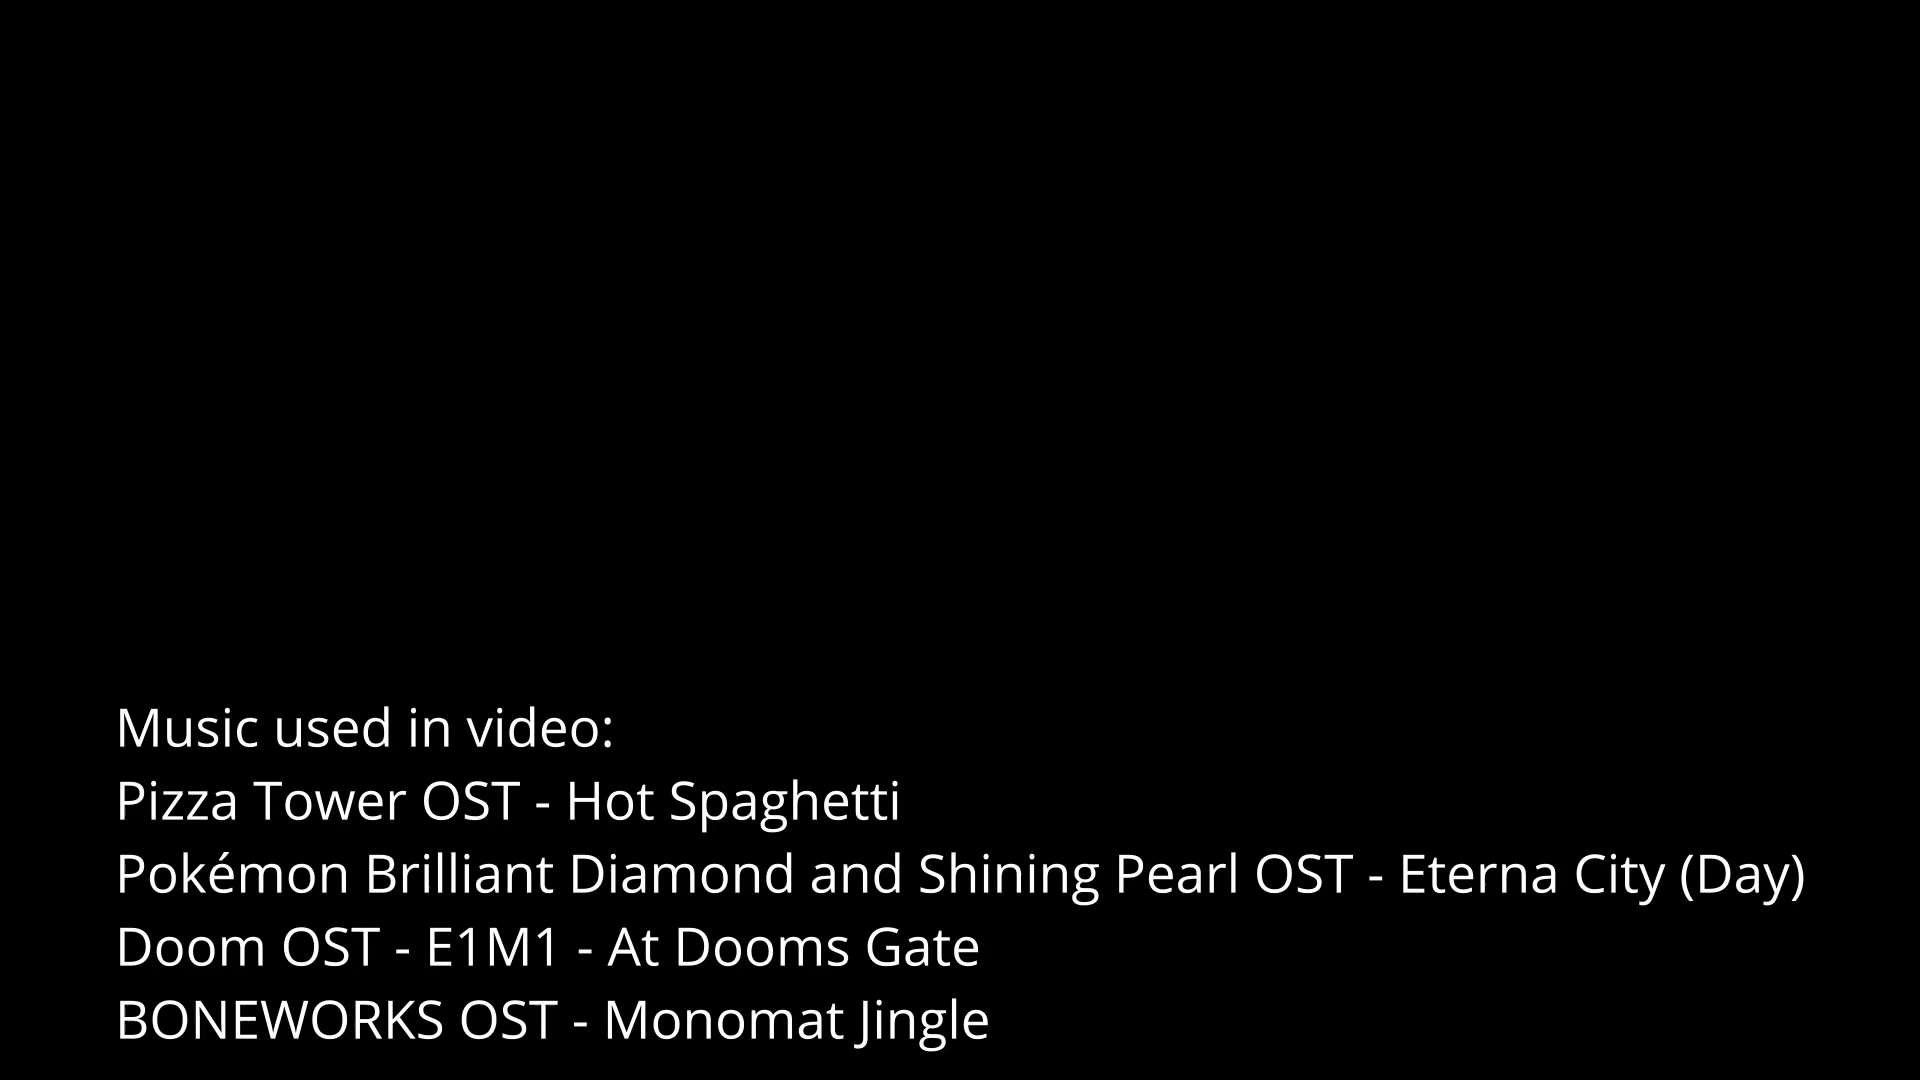 Music used in video:
Pizza Tower OST - Hot Spaghetti
Pokémon Brilliant Diamond and Shining Pearl OST - Eterna City (Day)
Doom OST - E1M1 - At Dooms Gate
BONEWORKS OST - Monomat Jingle